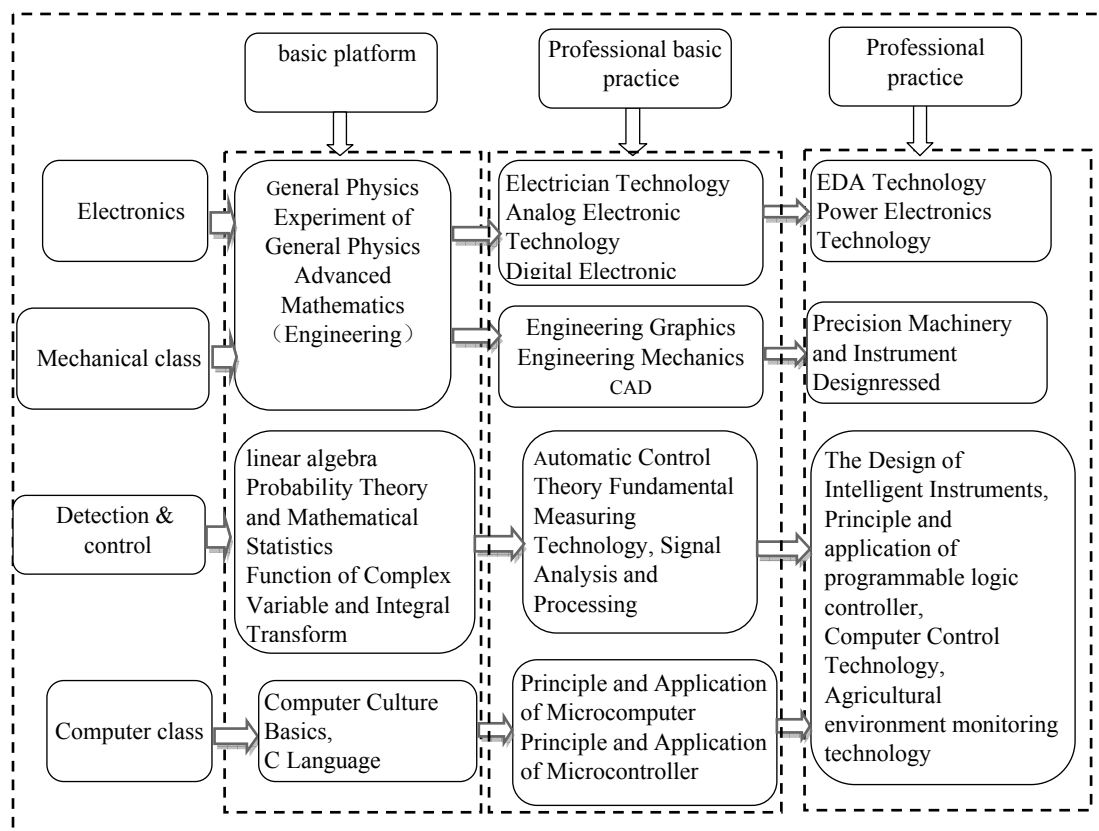 basic platform
Professional basic
practice
Professional
practice
Electronics
General Physics
Experiment of
General Physics
Advanced
Mathematics
（Engineering）
Electrician Technology
Analog Electronic
Technology
Digital Electronic
EDA Technology
Power Electronics
Technology
Mechanical class
Engineering Graphics
Engineering Mechanics
CAD
Precision Machinery
and Instrument
Designressed
Detection &
control
linear algebra
Probability Theory
and Mathematical
Statistics
Function of Complex
Variable and Integral
Transform
Automatic Control
Theory Fundamental
Measuring
Technology, Signal
Analysis and
Processing
The Design of
Intelligent Instruments,
Principle and
application of
programmable logic
controller,
Computer Control
Technology,
Agricultural
environment monitoring
technology
Computer class
Computer Culture
Basics,
C Language
Principle and Application
of Microcomputer
Principle and Application
of Microcontroller